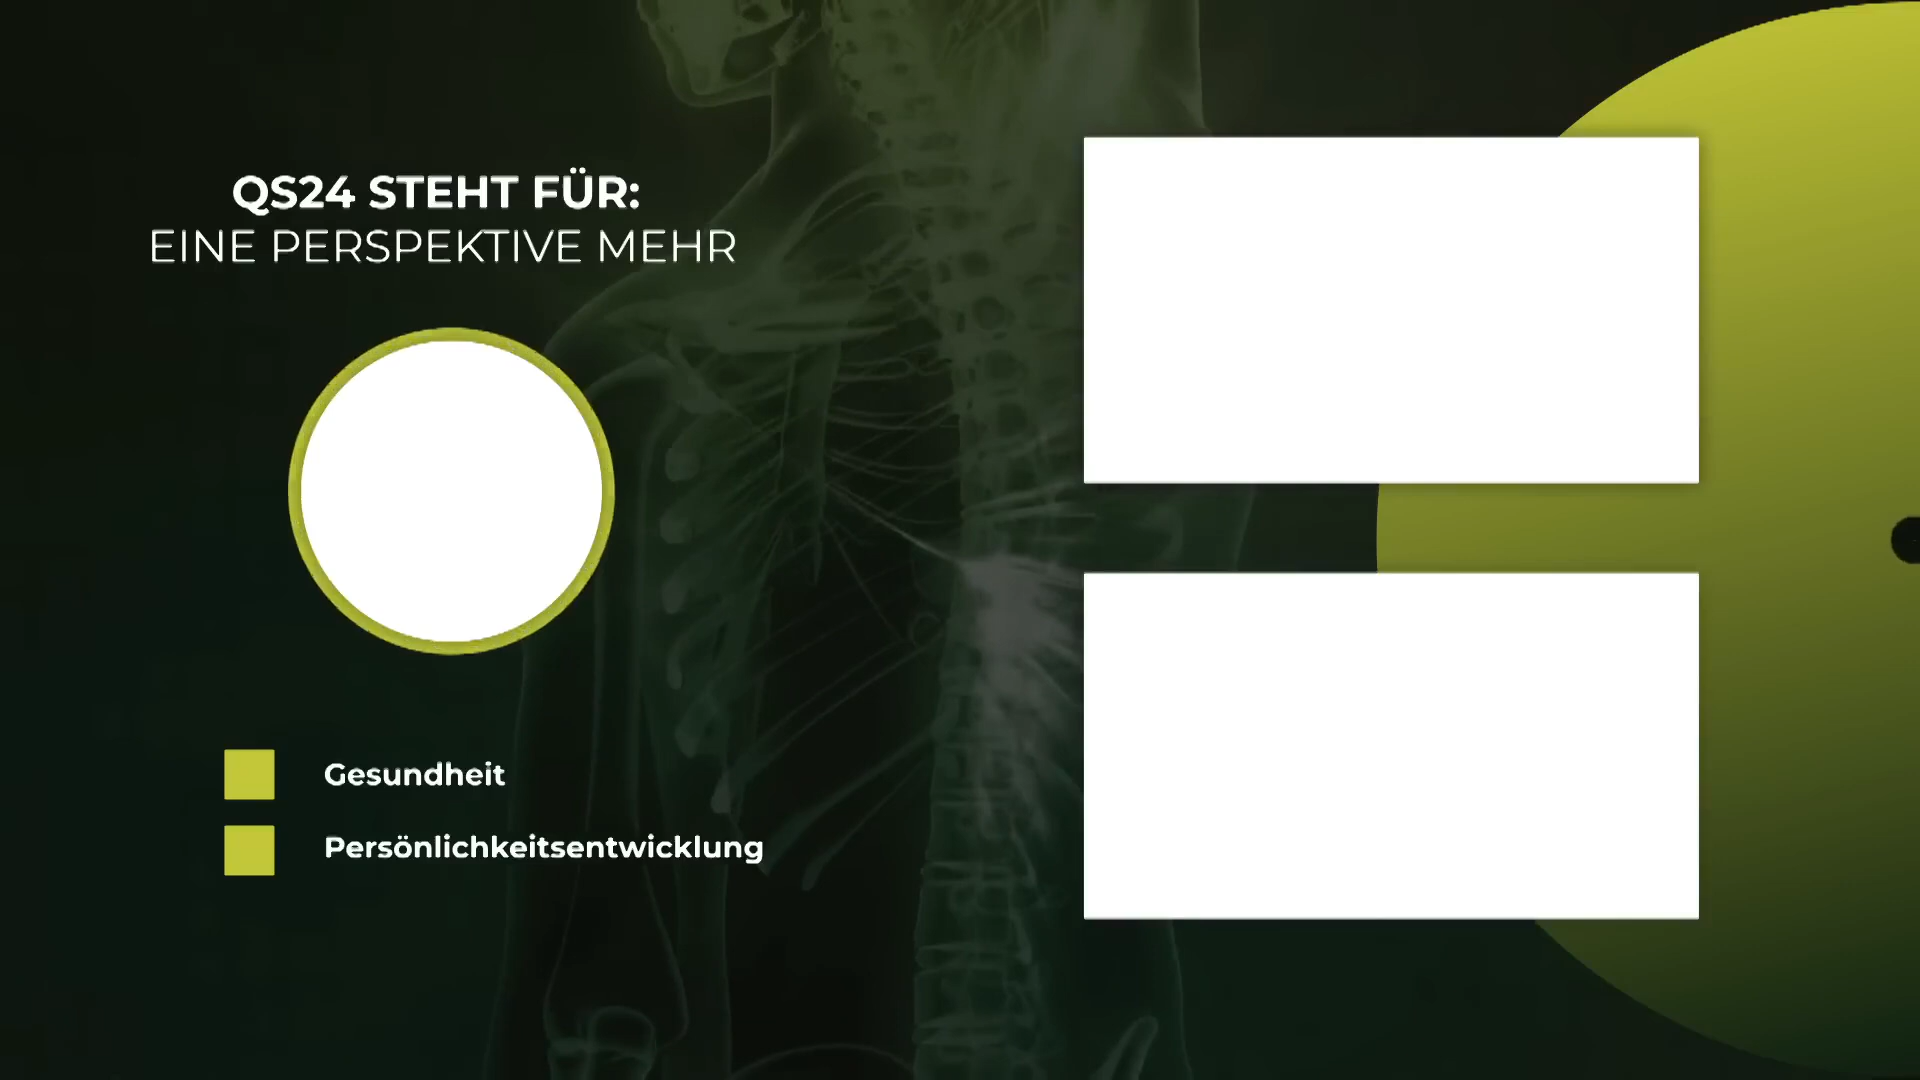 QS24 STEHT FÜR:
EINE PERSPEKTIVE MEHR
Gesundheit
Persönlichkeitsentwicklung